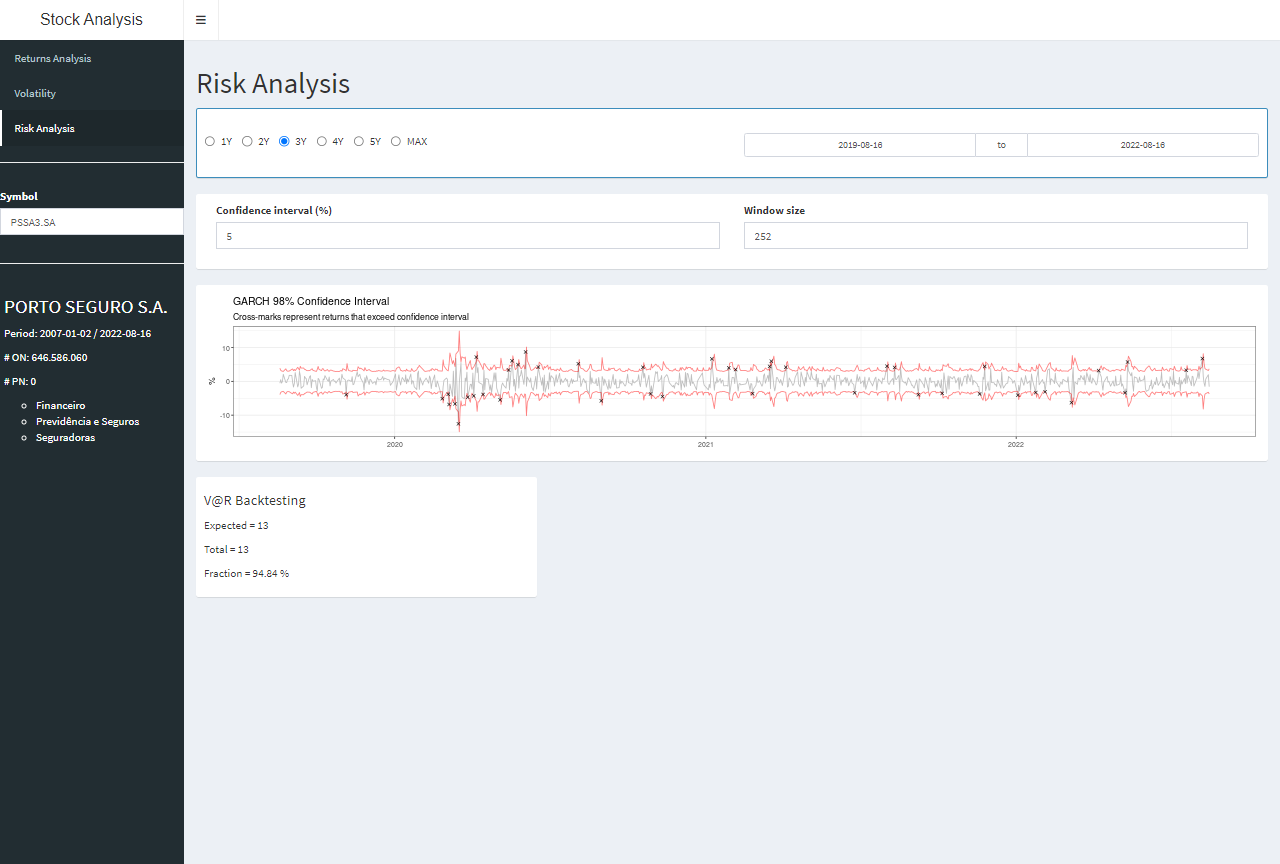 Stock Analysis
Returns Analysis
Volatility
Risk Analysis
Symbol
PSSA3.SA
PORTO SEGURO S.A.
Period: 2007-01-02 / 2022-08-16
# ON: 646.586.060
# PN: 0
Financeiro
Previdência e Seguros
Seguradoras
Risk Analysis
1Y 2Y 3Y 4Y 5Y MAX
2019-08-16 to 2022-08-16
Confidence interval (%)
5
Window size
252
GARCH 98% Confidence Interval
Cross-marks represent returns that exceed confidence interval
%
10
0
-10
2020 2021 2022
V@R Backtesting
Expected = 13
Total = 13
Fraction = 94.84 %